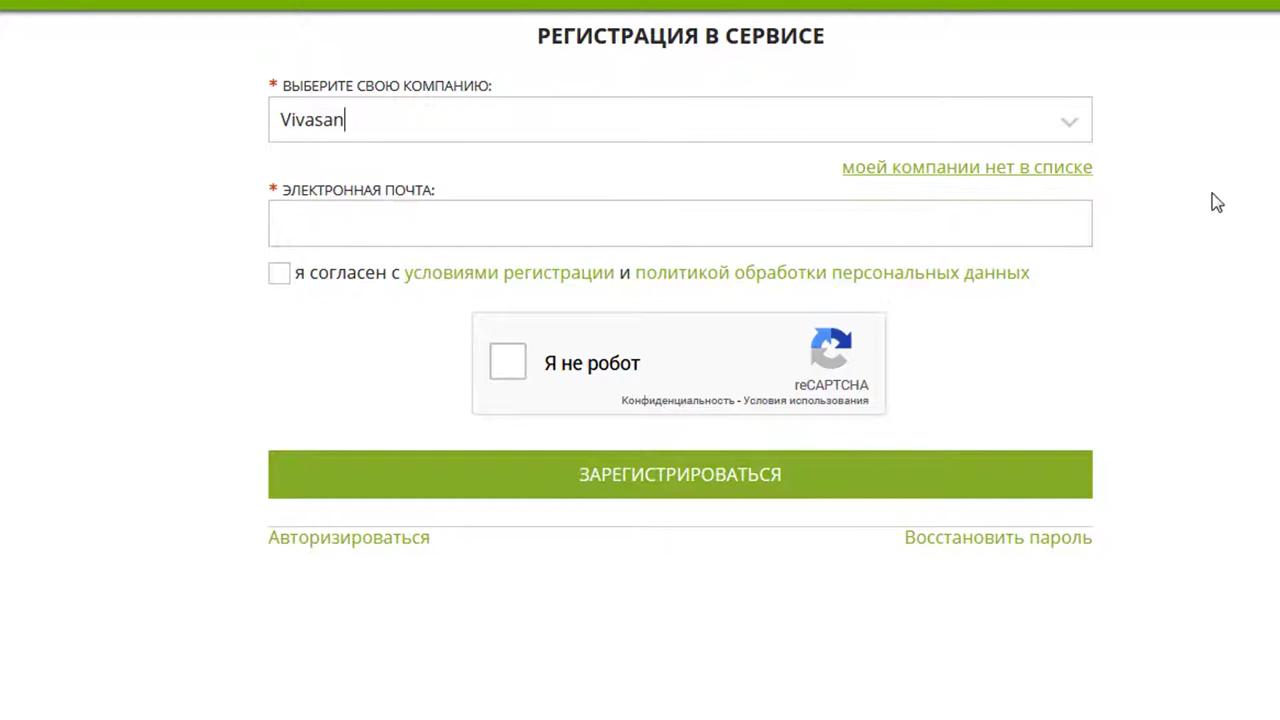 РЕГИСТРАЦИЯ В СЕРВИСЕ
* ВЫБЕРИТЕ СВОЮ КОМПАНИЮ:
Vivasan
моей компании нет в списке
* ЭЛЕКТРОННАЯ ПОЧТА:
я согласен с условиями регистрации и политикой обработки персональных данных
Я не робот
reCAPTCHA
Конфиденциальность - Условия использования
ЗАРЕГИСТРИРОВАТЬСЯ
Авторизироваться
Восстановить пароль